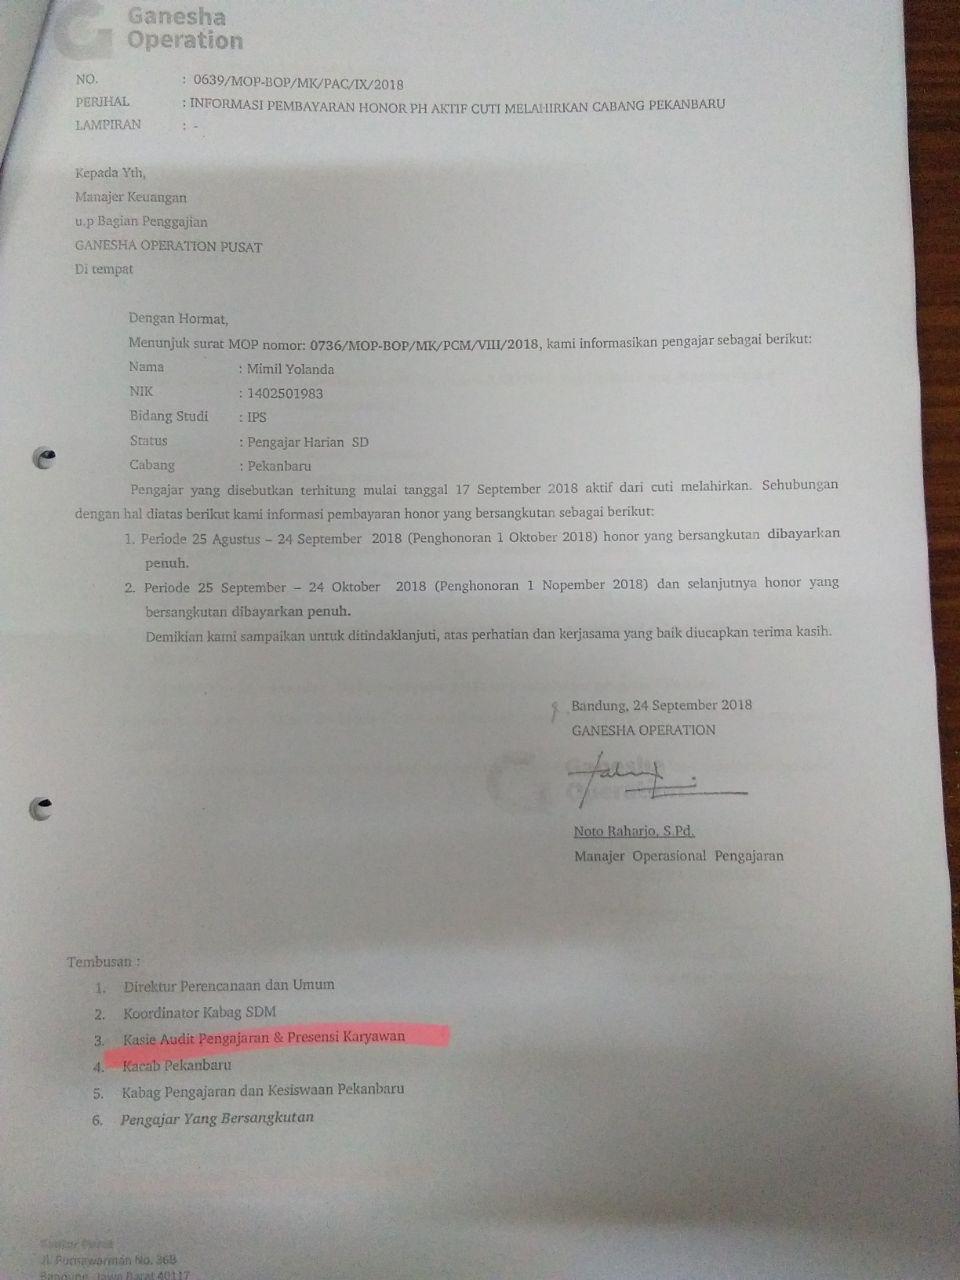 Ganesha
Operation
NO. : 0639/MOP-BOP/MK/PAC/IX/2018
PERIHAL : INFORMASI PEMBAYARAN HONOR PH AKTIF CUTI MELAHIRKAN CABANG PEKANBARU
LAMPIRAN : -
Kepada Yth,
Manajer Keuangan
u.p Bagian Penggajian
GANESHA OPERATION PUSAT
Di tempat
Dengan Hormat,
Menunjuk surat MOP nomor: 0736/MOP-BOP/MK/PCM/VIII/2018, kami informasikan pengajar sebagai berikut:
Nama : Mimil Yolanda
NIK : 1402501983
Bidang Studi : IPS
Status : Pengajar Harian SD
Cabang : Pekanbaru
Pengajar yang disebutkan terhitung mulai tanggal 17 September 2018 aktif dari cuti melahirkan. Sehubungan
dengan hal diatas berikut kami informasi pembayaran honor yang bersangkutan sebagai berikut:
1. Periode 25 Agustus – 24 September 2018 (Penghonoran 1 Oktober 2018) honor yang bersangkutan dibayarkan
penuh.
2. Periode 25 September – 24 Oktober 2018 (Penghonoran 1 Nopember 2018) dan selanjutnya honor yang
bersangkutan dibayarkan penuh.
Demikian kami sampaikan untuk ditindaklanjuti, atas perhatian dan kerjasama yang baik diucapkan terima kasih.
Bandung, 24 September 2018
GANESHA OPERATION
Ganesha
Operation
Noto Raharjo, S.Pd.
Manajer Operasional Pengajaran
Tembusan :
1. Direktur Perencanaan dan Umum
2. Koordinator Kabag SDM
3. Kasie Audit Pengajaran & Presensi Karyawan
4. Kacab Pekanbaru
5. Kabag Pengajaran dan Kesiswaan Pekanbaru
6. Pengajar Yang Bersangkutan
Kantor Pusat
Jl. Purnawarman No. 36B
Bandung, Jawa Barat 40117